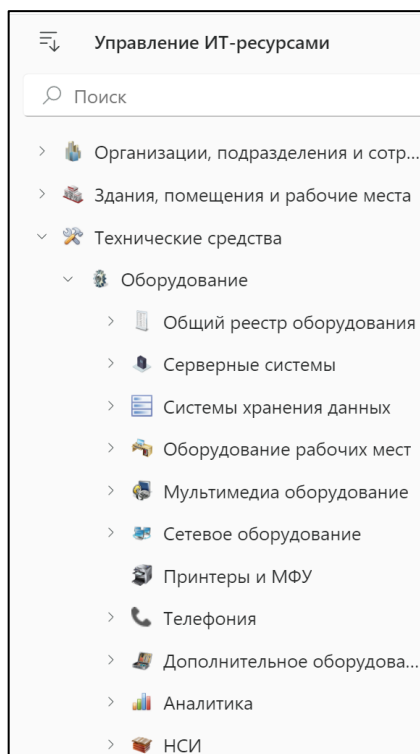 Управление ИТ-ресурсами
Поиск
Организации, подразделения и сотр...
Здания, помещения и рабочие места
Технические средства
Оборудование
Общий реестр оборудования
Серверные системы
Системы хранения данных
Оборудование рабочих мест
Мультимедиа оборудование
Сетевое оборудование
Принтеры и МФУ
Телефония
Дополнительное оборудова...
Аналитика
НСИ